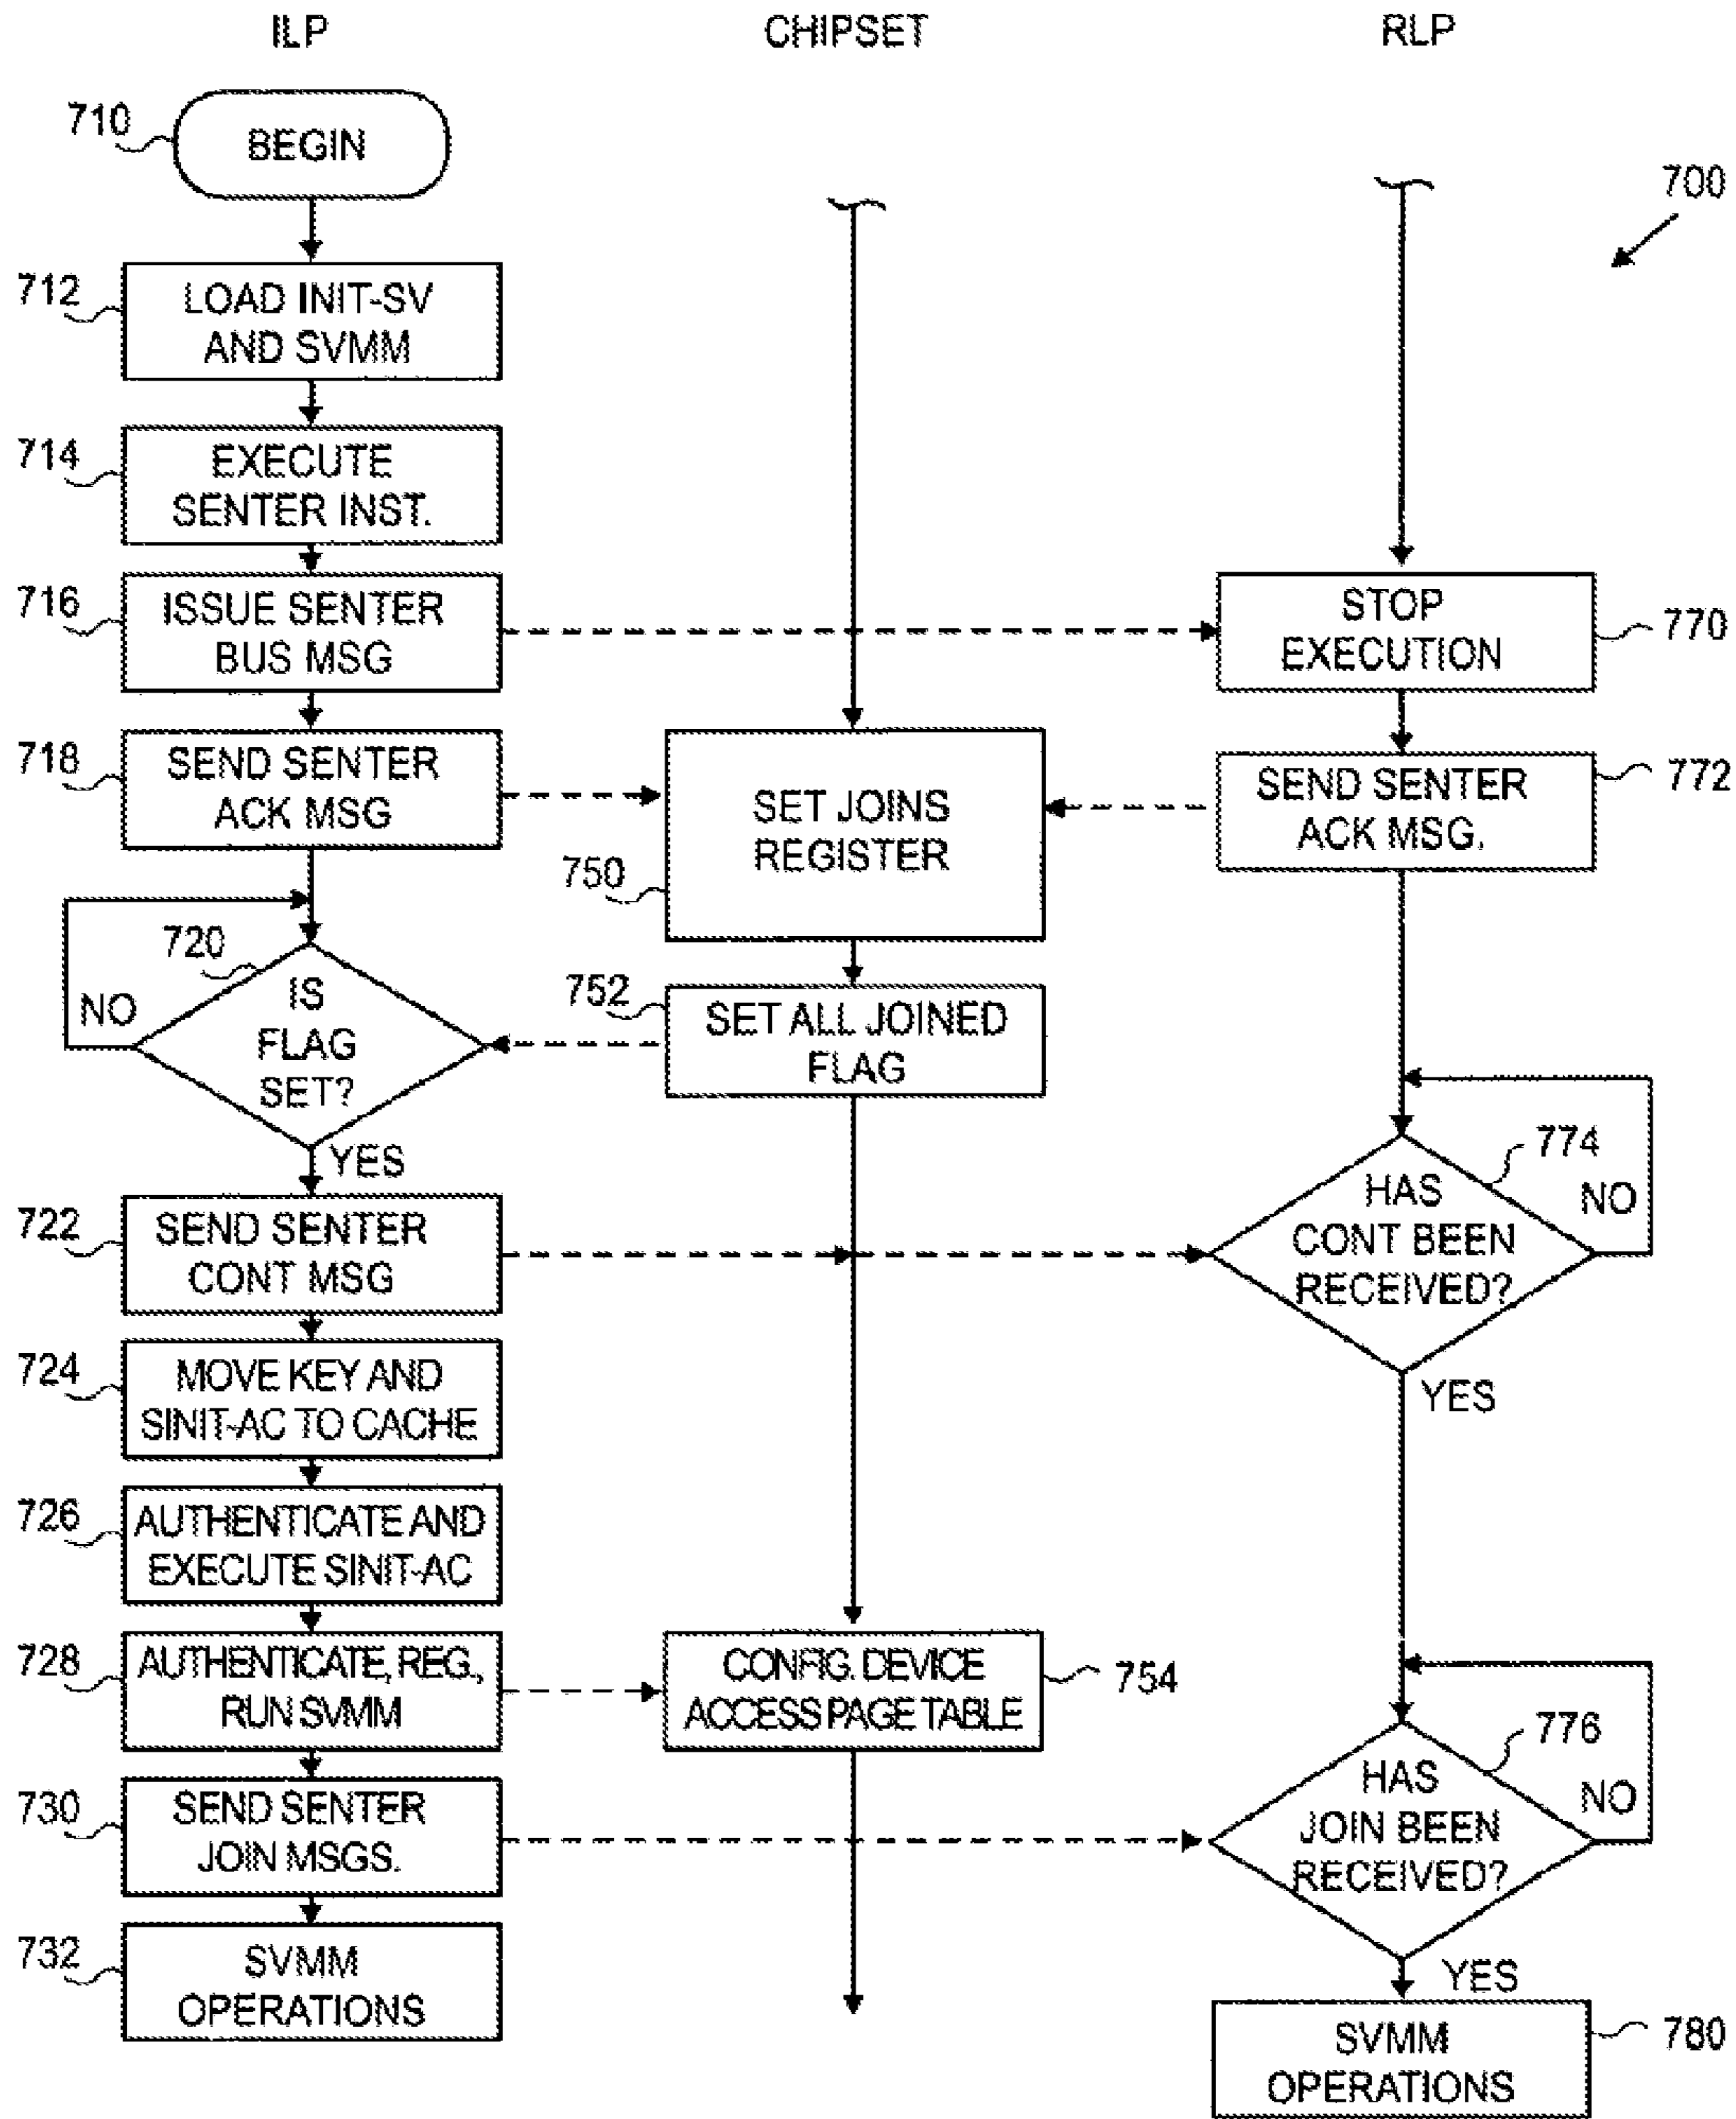 ILP
CHIPSET
RLP
710
BEGIN
700
712
LOAD INIT-SV
AND SVMM
714
EXECUTE
SENTER INST.
716
ISSUE SENTER
BUS MSG
STOP
EXECUTION
770
718
SEND SENTER
ACK MSG
SET JOINS
REGISTER
750
SEND SENTER
ACK MSG.
772
720
IS
FLAG
SET?
NO
YES
752
SET ALL JOINED
FLAG
774
HAS
CONT BEEN
RECEIVED?
NO
YES
722
SEND SENTER
CONT MSG
724
MOVE KEY AND
SINIT-AC TO CACHE
726
AUTHENTICATE AND
EXECUTE SINIT-AC
728
AUTHENTICATE, REG.,
RUN SVMM
CONFIG. DEVICE
ACCESS PAGE TABLE
754
776
HAS
JOIN BEEN
RECEIVED?
NO
YES
730
SEND SENTER
JOIN MSGS.
732
SVMM
OPERATIONS
SVMM
OPERATIONS
780